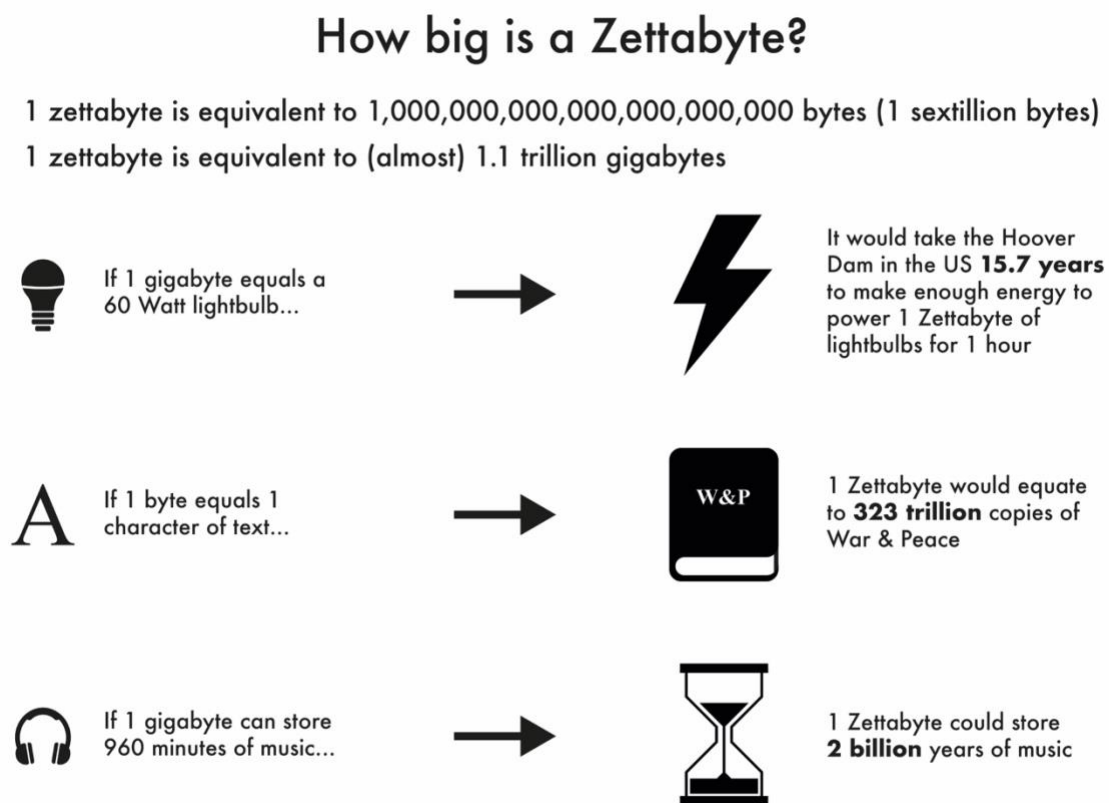 How big is a Zettabyte?
1 zettabyte is equivalent to 1,000,000,000,000,000,000,000 bytes (1 sextillion bytes)
1 zettabyte is equivalent to (almost) 1.1 trillion gigabytes
If 1 gigabyte equals a
60 Watt lightbulb...
It would take the Hoover
Dam in the US 15.7 years
to make enough energy to
power 1 Zettabyte of
lightbulbs for 1 hour
A
If 1 byte equals 1
character of text...
W&P
1 Zettabyte would equate
to 323 trillion copies of
War & Peace
If 1 gigabyte can store
960 minutes of music...
1 Zettabyte could store
2 billion years of music